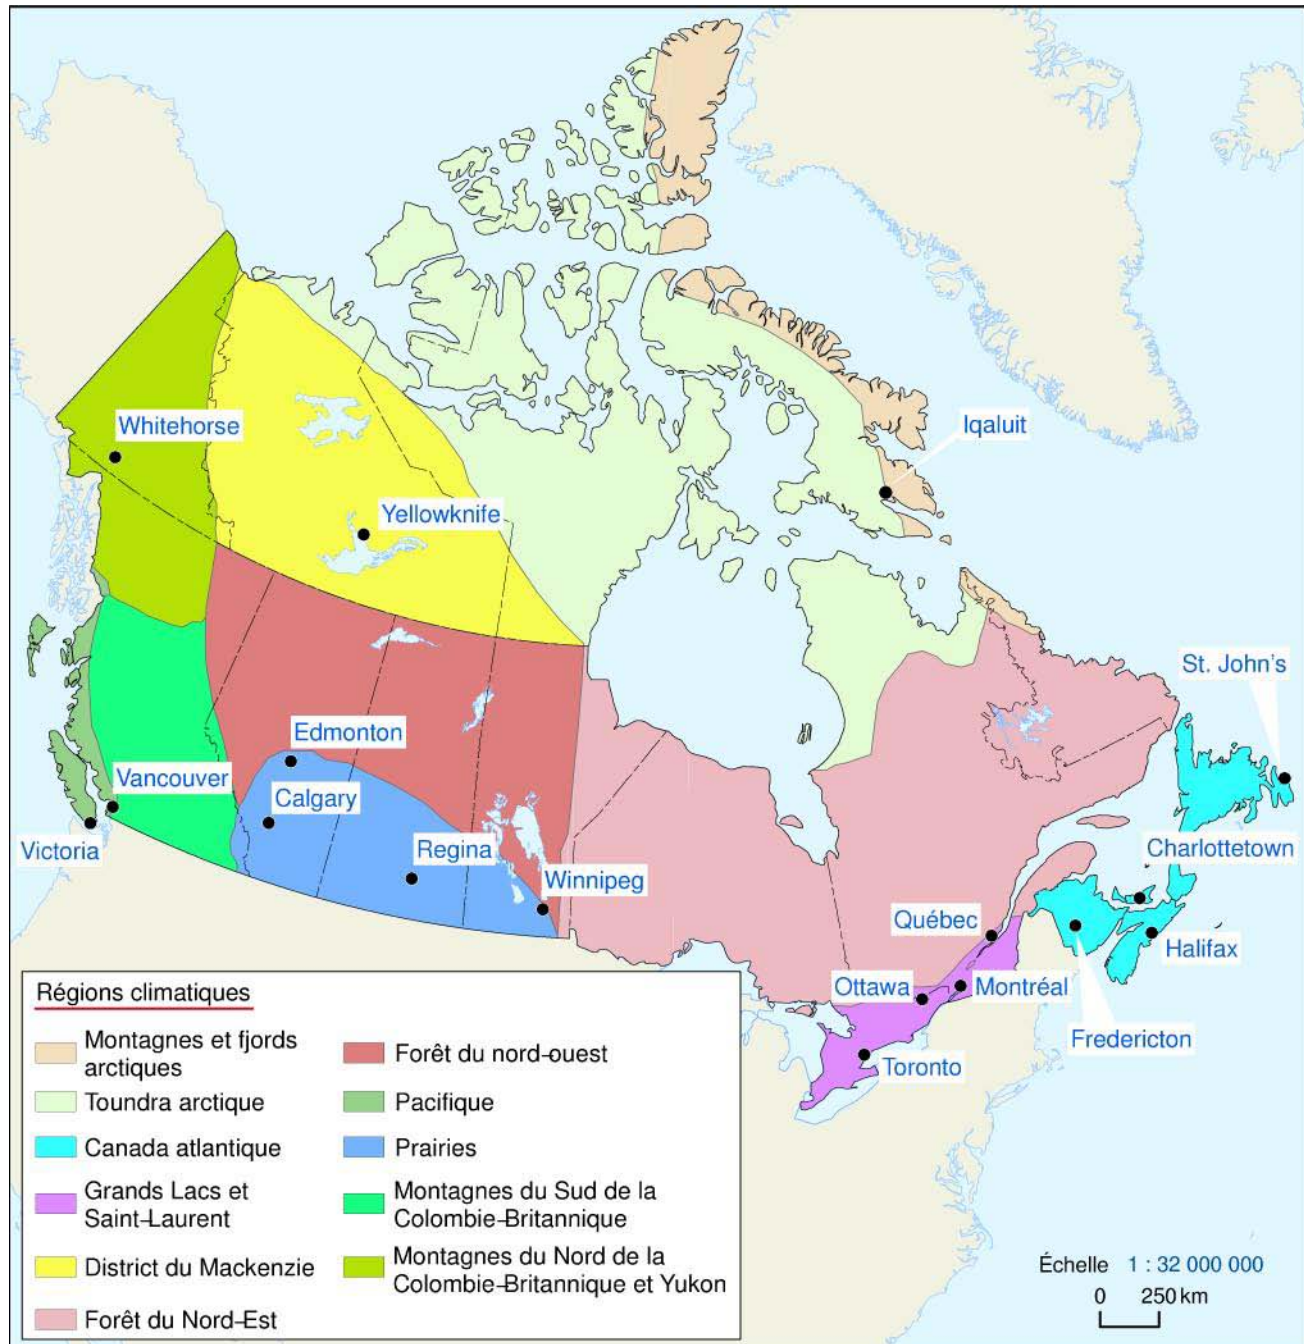 Whitehorse
Iqaluit
Yellowknife
St. John's
Edmonton
Vancouver
Calgary
Victoria
Regina
Charlottetown
Winnipeg
Québec
Halifax
Ottawa
Montréal
Fredericton
Toronto
Régions climatiques
Montagnes et fjords
arctiques
Toundra arctique
Canada atlantique
Grands Lacs et
Saint-Laurent
District du Mackenzie
Forêt du Nord-Est
Forêt du nord-ouest
Pacifique
Prairies
Montagnes du Sud de la
Colombie-Britannique
Montagnes du Nord de la
Colombie-Britannique et Yukon
Échelle 1 : 32 000 000
0 250 km